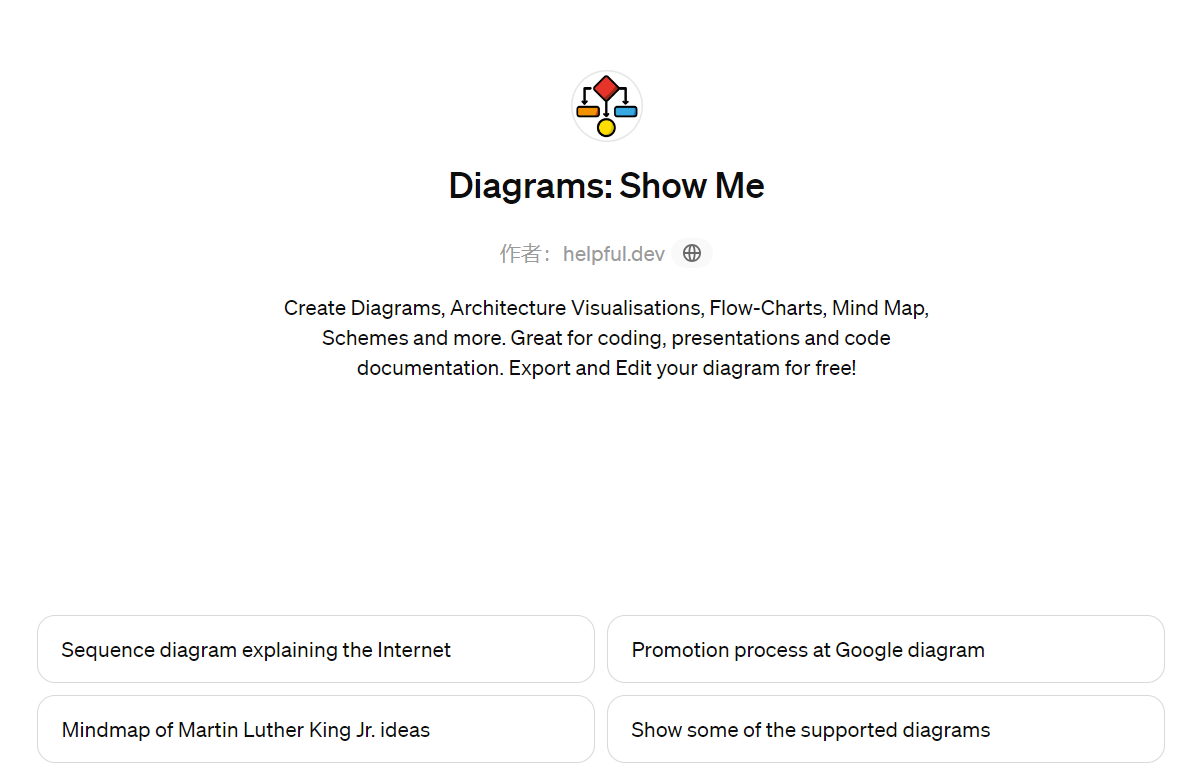 Diagrams: Show Me
作者：helpful.dev
Create Diagrams, Architecture Visualisations, Flow-Charts, Mind Map,
Schemes and more. Great for coding, presentations and code
documentation. Export and Edit your diagram for free!
Sequence diagram explaining the Internet
Promotion process at Google diagram
Mindmap of Martin Luther King Jr. ideas
Show some of the supported diagrams